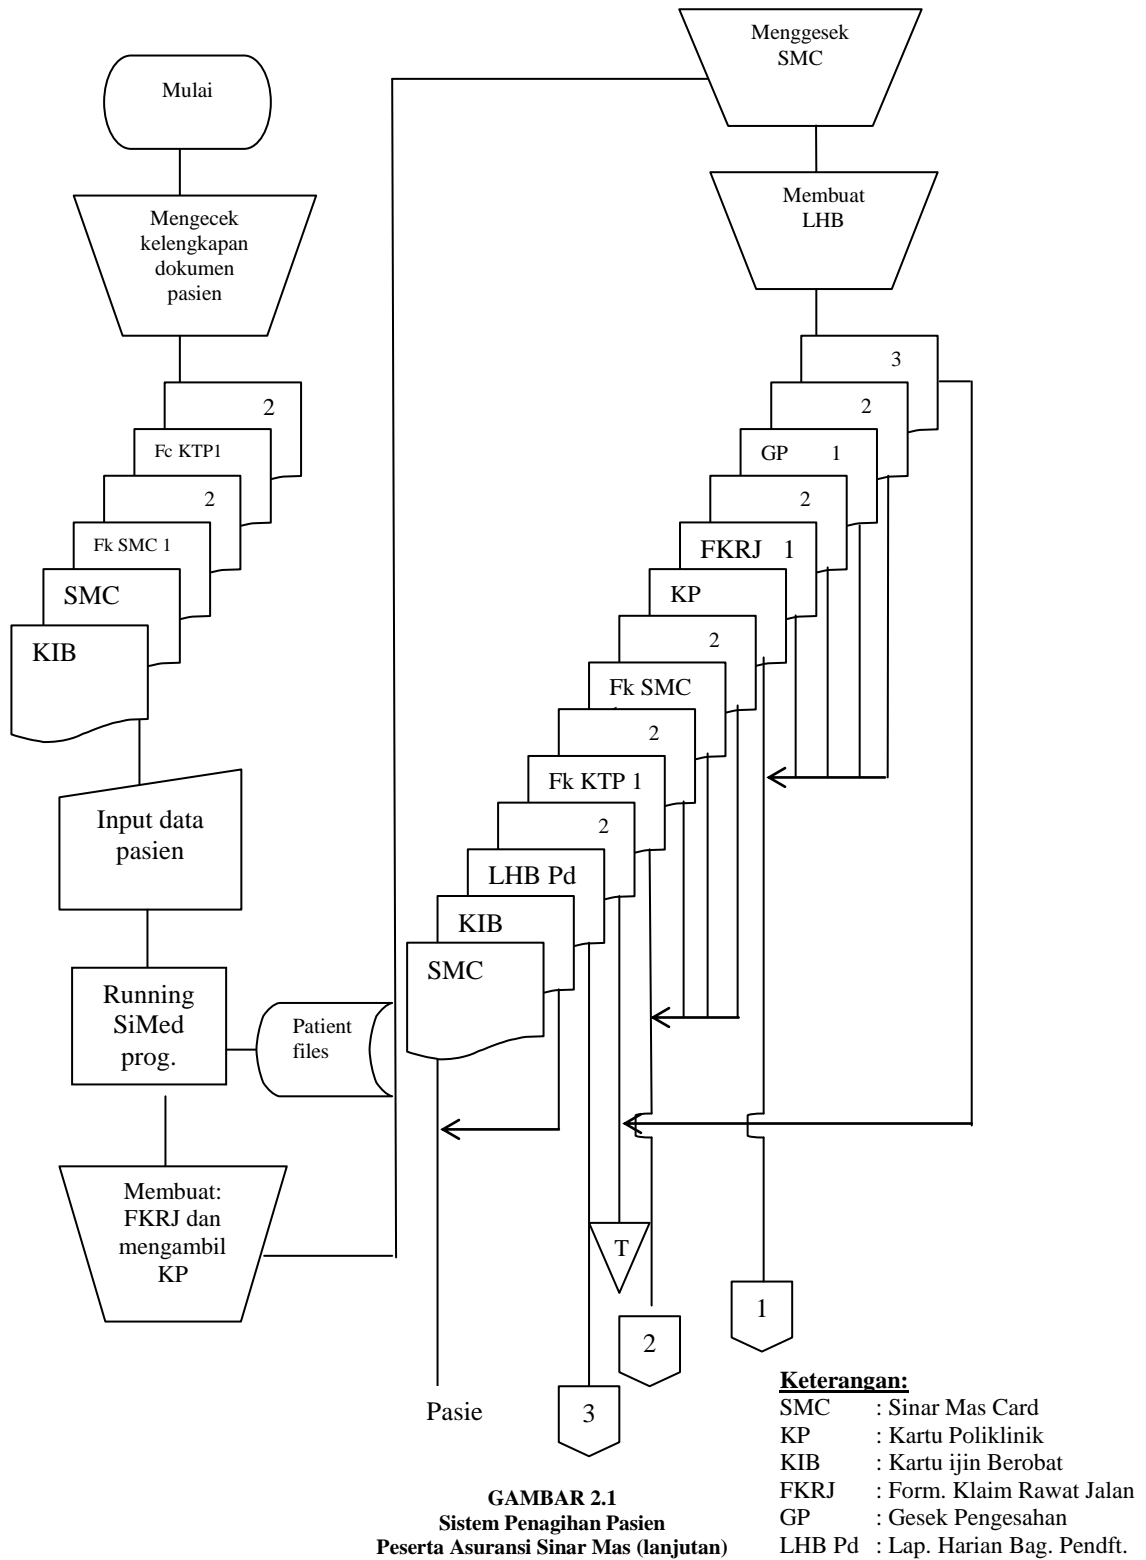 Mulai
Mengecek
kelengkapan
dokumen
pasien
2
Fc KTP1
2
Fk SMC 1
SMC
KIB
Input data
pasien
Running
SiMed
prog.
Patient
files
Membuat:
FKRJ dan
mengambil
KP
Menggesek
SMC
Membuat
LHB
3
2
GP 1
2
FKRJ 1
KP
2
Fk SMC
2
Fk KTP 1
2
LHB Pd
KIB
SMC
T
1
2
3
Pasie
Keterangan:
SMC : Sinar Mas Card
KP : Kartu Poliklinik
KIB : Kartu ijin Berobat
FKRJ : Form. Klaim Rawat Jalan
GP : Gesek Pengesahan
LHB Pd : Lap. Harian Bag. Pendft.
GAMBAR 2.1
Sistem Penagihan Pasien
Peserta Asuransi Sinar Mas (lanjutan)